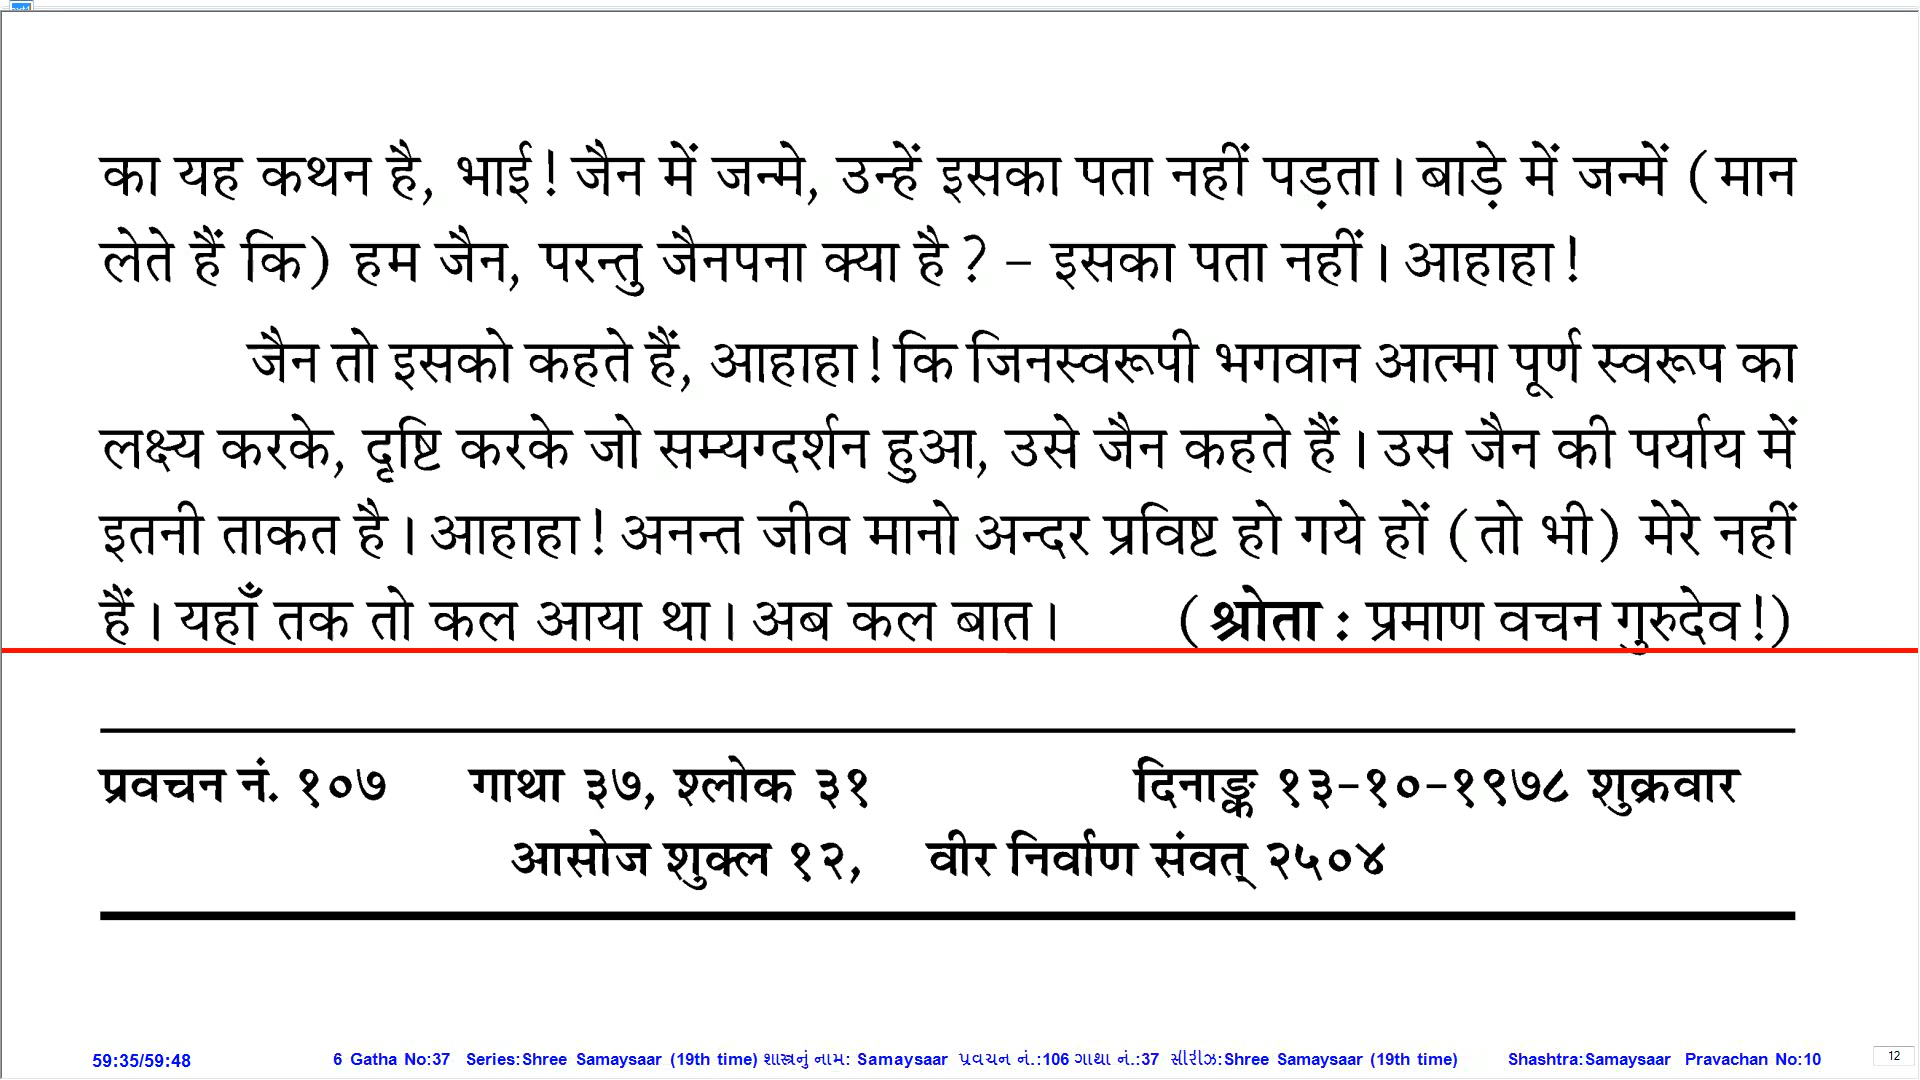 का यह कथन है, भाई! जैन में जन्मे, उन्हें इसका पता नहीं पड़ता। बाड़े में जन्में (मान
लेते हैं कि) हम जैन, परन्तु जैनपना क्या है? – इसका पता नहीं। आहाहा!
जैन तो इसको कहते हैं, आहाहा! कि जिनस्वरूपी भगवान आत्मा पूर्ण स्वरूप का
लक्ष्य करके, दृष्टि करके जो सम्यग्दर्शन हुआ, उसे जैन कहते हैं। उस जैन की पर्याय में
इतनी ताकत है। आहाहा! अनन्त जीव मानो अन्दर प्रविष्ट हो गये हों (तो भी) मेरे नहीं
हैं। यहाँ तक तो कल आया था। अब कल बात। (श्रोता : प्रमाण वचन गुरुदेव!)
प्रवचन नं. १०७ गाथा ३७, श्लोक ३१ दिनाङ्क १३-१०-१९७८ शुक्रवार
आसोज शुक्ल १२, वीर निर्वाण संवत् २५०४
59:35/59:48 6 Gatha No:37 Series:Shree Samaysaar (19th time) શાસ્ત્રનું નામ: Samaysaar પ્રવચન નં.:106 ગાથા નં.:37 સીરીઝ:Shree Samaysaar (19th time) Shashtra:Samaysaar Pravachan No:10 12